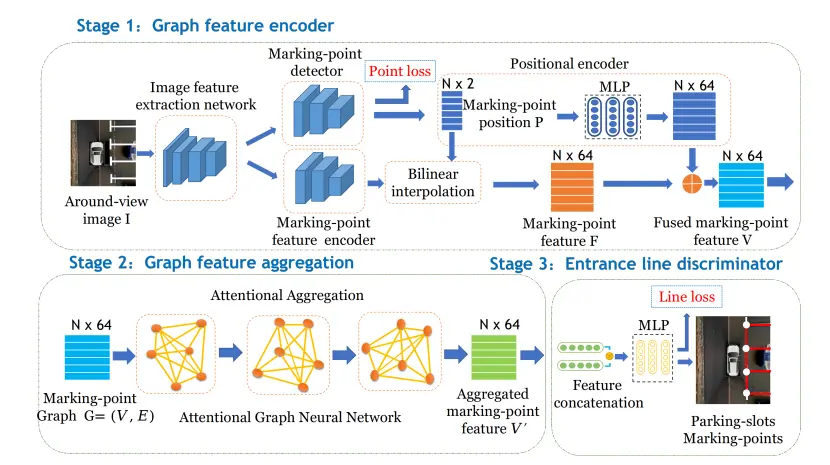 Stage 1：Graph feature encoder
Marking-point
detector
Point loss
Positional encoder
Image feature
extraction network
N x 2
MLP
N x 64
Marking-point
position P
N x 64
N x 64
Bilinear
interpolation
Around-view
image I
Marking-point
feature encoder
Marking-point
feature F
Fused marking-point
feature V
Stage 2：Graph feature aggregation
Attentional Aggregation
N x 64
N x 64
Marking-point
Graph G= (V, E)
Attentional Graph Neural Network
Aggregated
marking-point
feature V′
Stage 3：Entrance line discriminator
Line loss
MLP
Feature
concatenation
Parking-slots
Marking-points